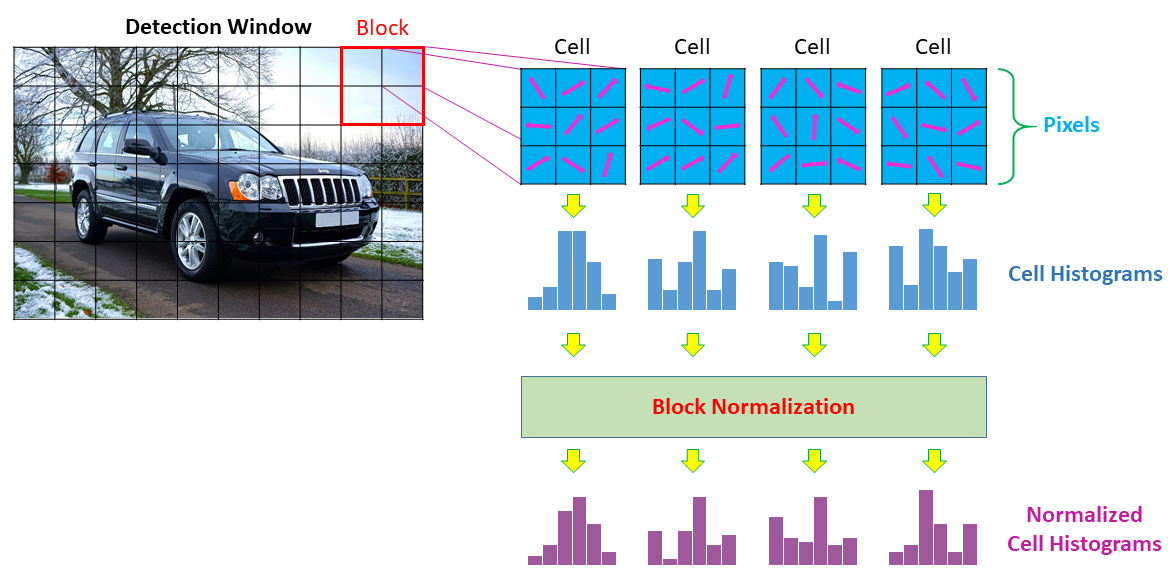 Detection Window
Block
Cell
Cell
Cell
Cell
Pixels
Cell Histograms
Block Normalization
Normalized
Cell Histograms